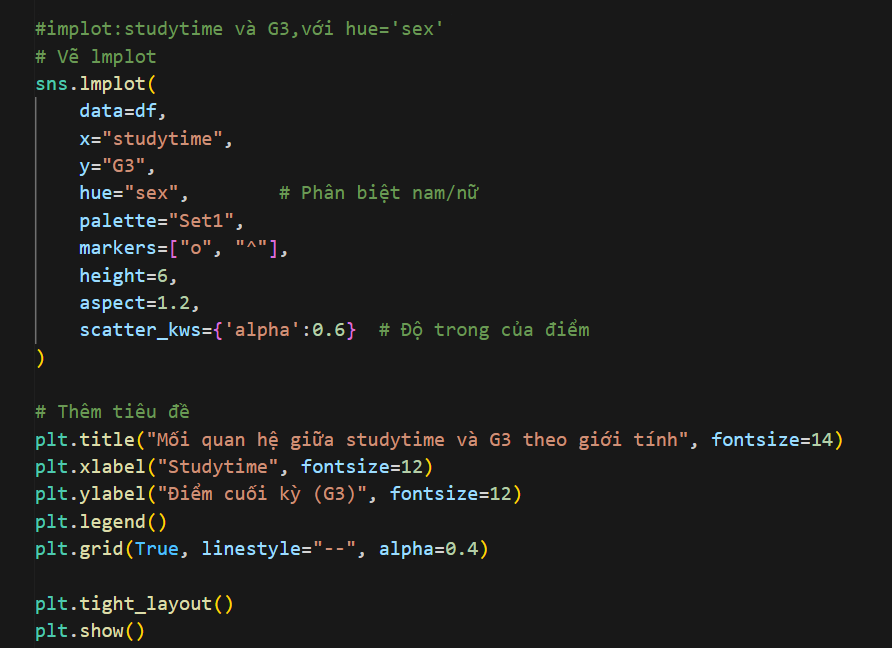 #implot:studytime và G3,với hue='sex'
# Vẽ lmplot
sns.lmplot(
    data=df,
    x="studytime",
    y="G3",
    hue="sex",        # Phân biệt nam/nữ
    palette="Set1",
    markers=["o", "^"],
    height=6,
    aspect=1.2,
    scatter_kws={'alpha':0.6}  # Độ trong của điểm
)
# Thêm tiêu đề
plt.title("Mối quan hệ giữa studytime và G3 theo giới tính", fontsize=14)
plt.xlabel("Studytime", fontsize=12)
plt.ylabel("Điểm cuối kỳ (G3)", fontsize=12)
plt.legend()
plt.grid(True, linestyle="--", alpha=0.4)
plt.tight_layout()
plt.show()